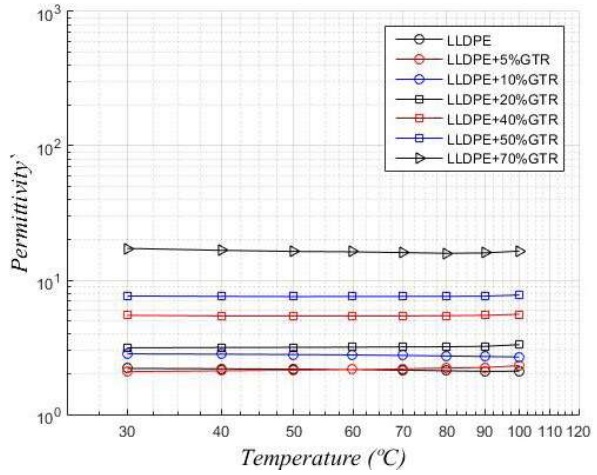 10³
LLDPE
LLDPE+5%GTR
LLDPE+10%GTR
LLDPE+20%GTR
LLDPE+40%GTR
LLDPE+50%GTR
LLDPE+70%GTR
10²
Permittivity`
10¹
10⁰
30 40 50 60 70 80 90 100 110 120
Temperature (ºC)